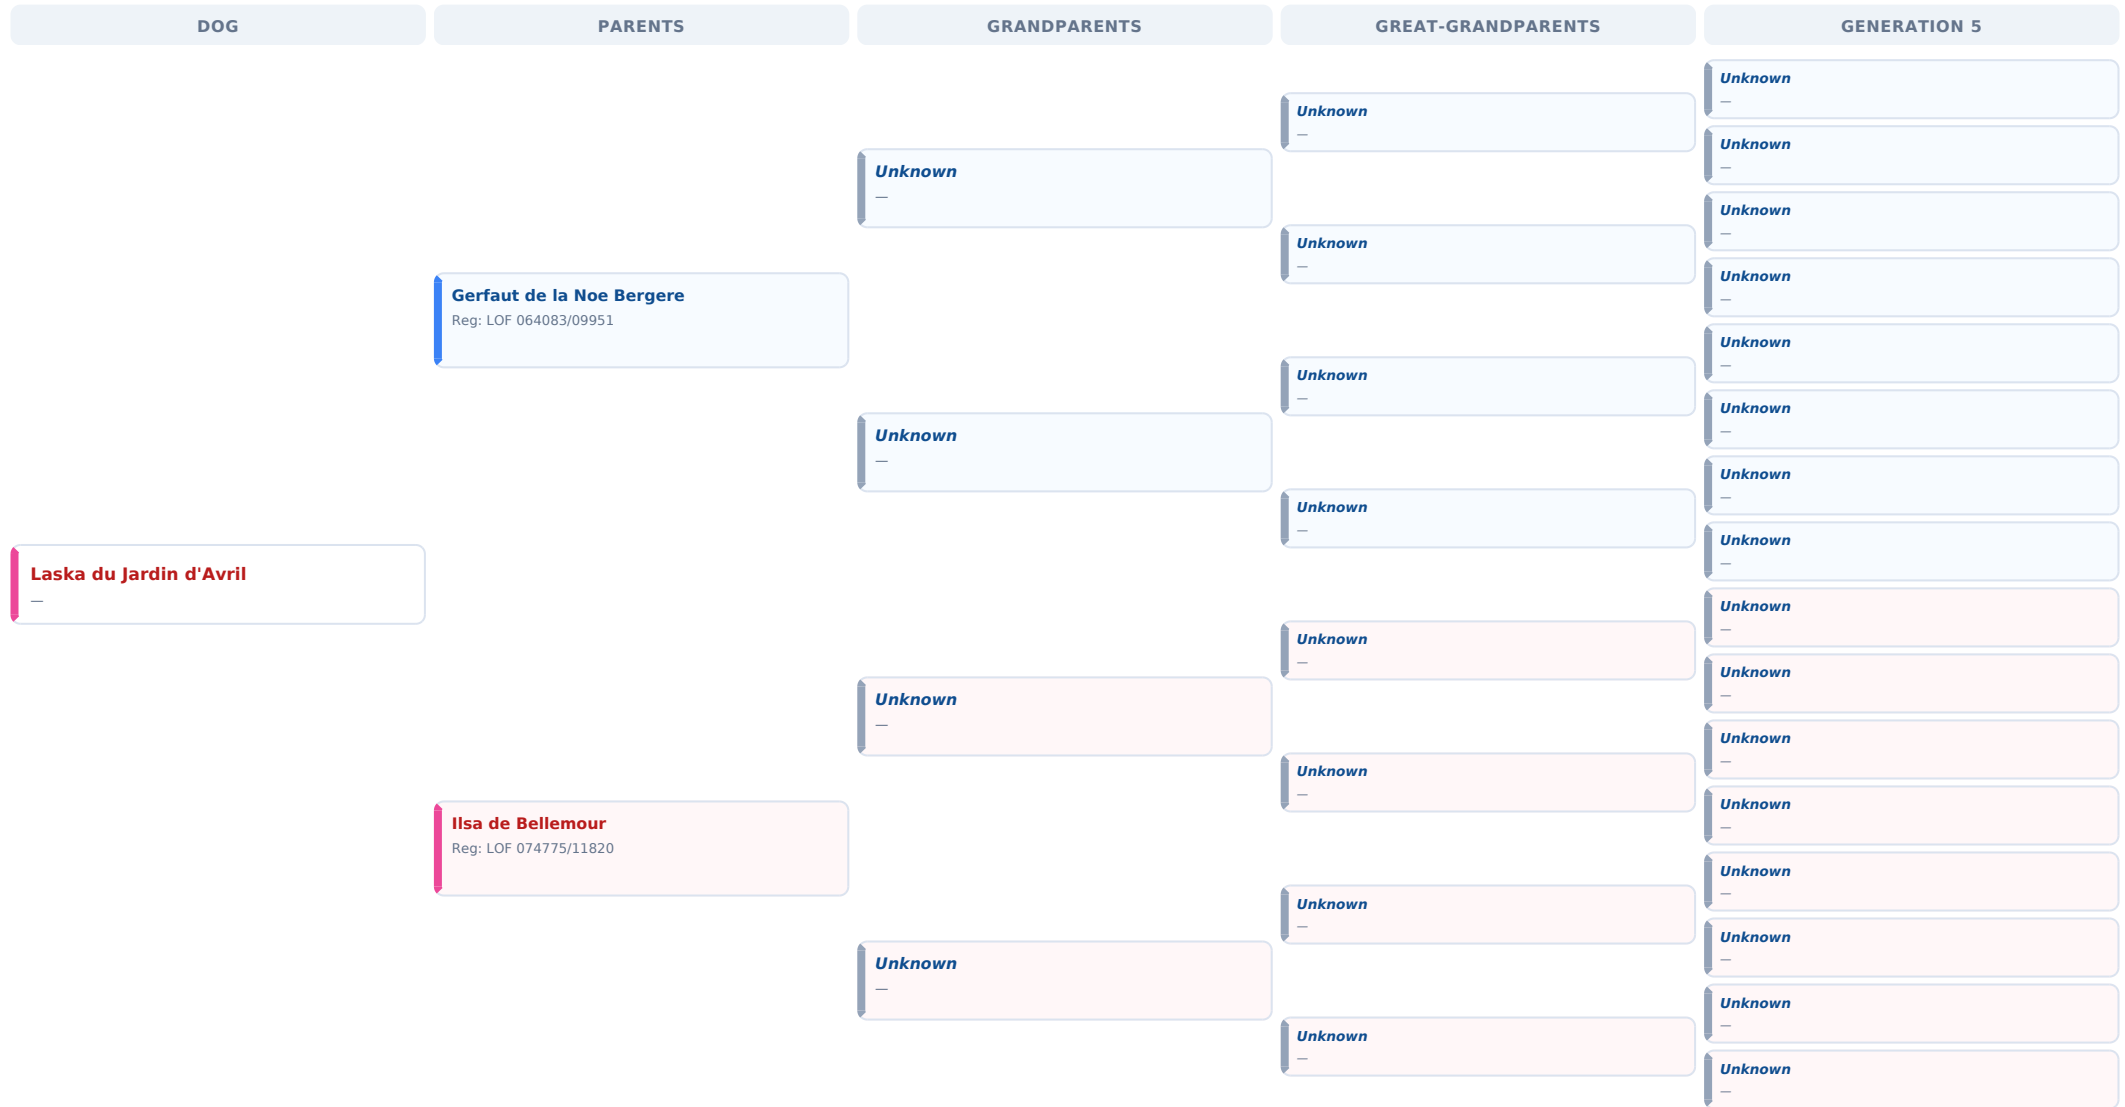 DOG
PARENTS
GRANDPARENTS
GREAT-GRANDPARENTS
GENERATION 5
Laska du Jardin d'Avril
—
Gerfaut de la Noe Bergere
Reg: LOF 064083/09951
Ilsa de Bellemour
Reg: LOF 074775/11820
Unknown
—
Unknown
—
Unknown
—
Unknown
—
Unknown
—
Unknown
—
Unknown
—
Unknown
—
Unknown
—
Unknown
—
Unknown
—
Unknown
—
Unknown
—
Unknown
—
Unknown
—
Unknown
—
Unknown
—
Unknown
—
Unknown
—
Unknown
—
Unknown
—
Unknown
—
Unknown
—
Unknown
—
Unknown
—
Unknown
—
Unknown
—
Unknown
—